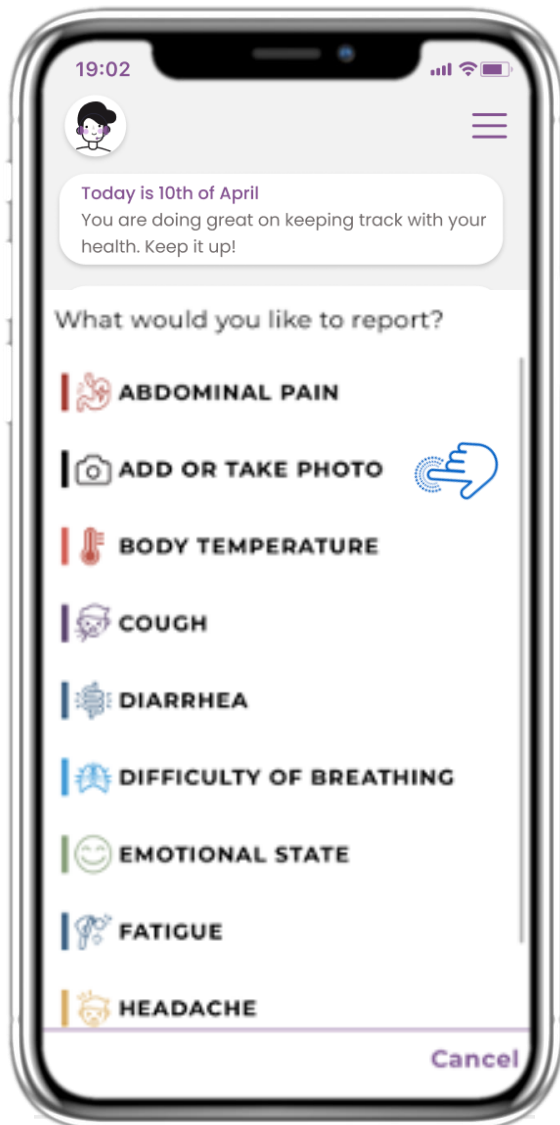 19:02
Today is 10th of April
You are doing great on keeping track with your
health. Keep it up!
What would you like to report?
ABDOMINAL PAIN
ADD OR TAKE PHOTO
BODY TEMPERATURE
COUGH
DIARRHEA
DIFFICULTY OF BREATHING
EMOTIONAL STATE
FATIGUE
HEADACHE
Cancel